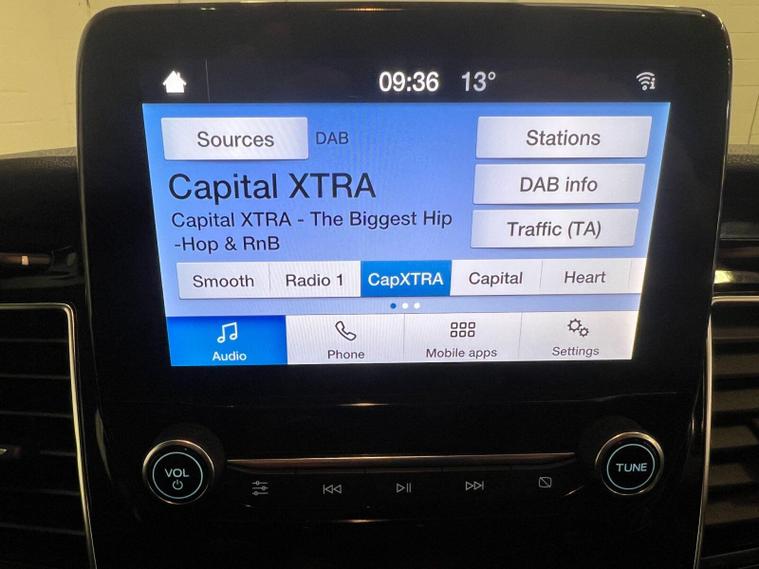 09:36 13°
Sources DAB Stations
Capital XTRA
DAB info
Capital XTRA - The Biggest Hip
-Hop & RnB
Traffic (TA)
Smooth Radio 1 CapXTRA Capital Heart
Audio Phone Mobile apps Settings
VOL TUNE